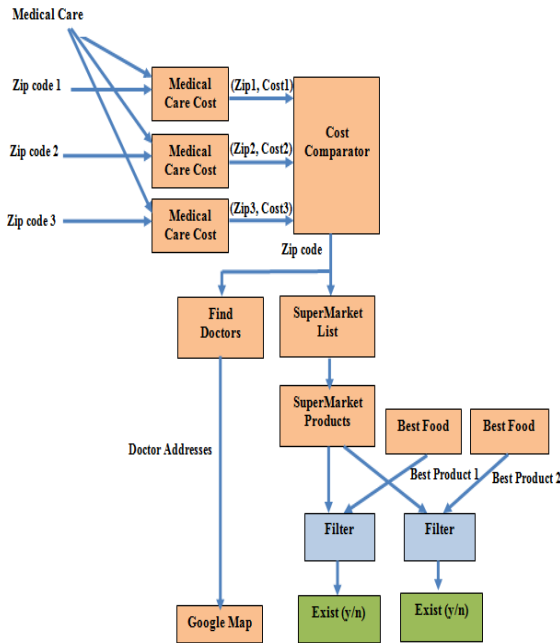 Medical Care
Zip code 1
Medical
Care Cost
(Zip1, Cost1)
Cost
Comparator
Zip code 2
Medical
Care Cost
(Zip2, Cost2)
Zip code 3
Medical
Care Cost
(Zip3, Cost3)
Zip code
Find
Doctors
SuperMarket
List
SuperMarket
Products
Best Food
Best Food
Doctor Addresses
Best Product 1
Best Product 2
Filter
Filter
Google Map
Exist (y/n)
Exist (y/n)